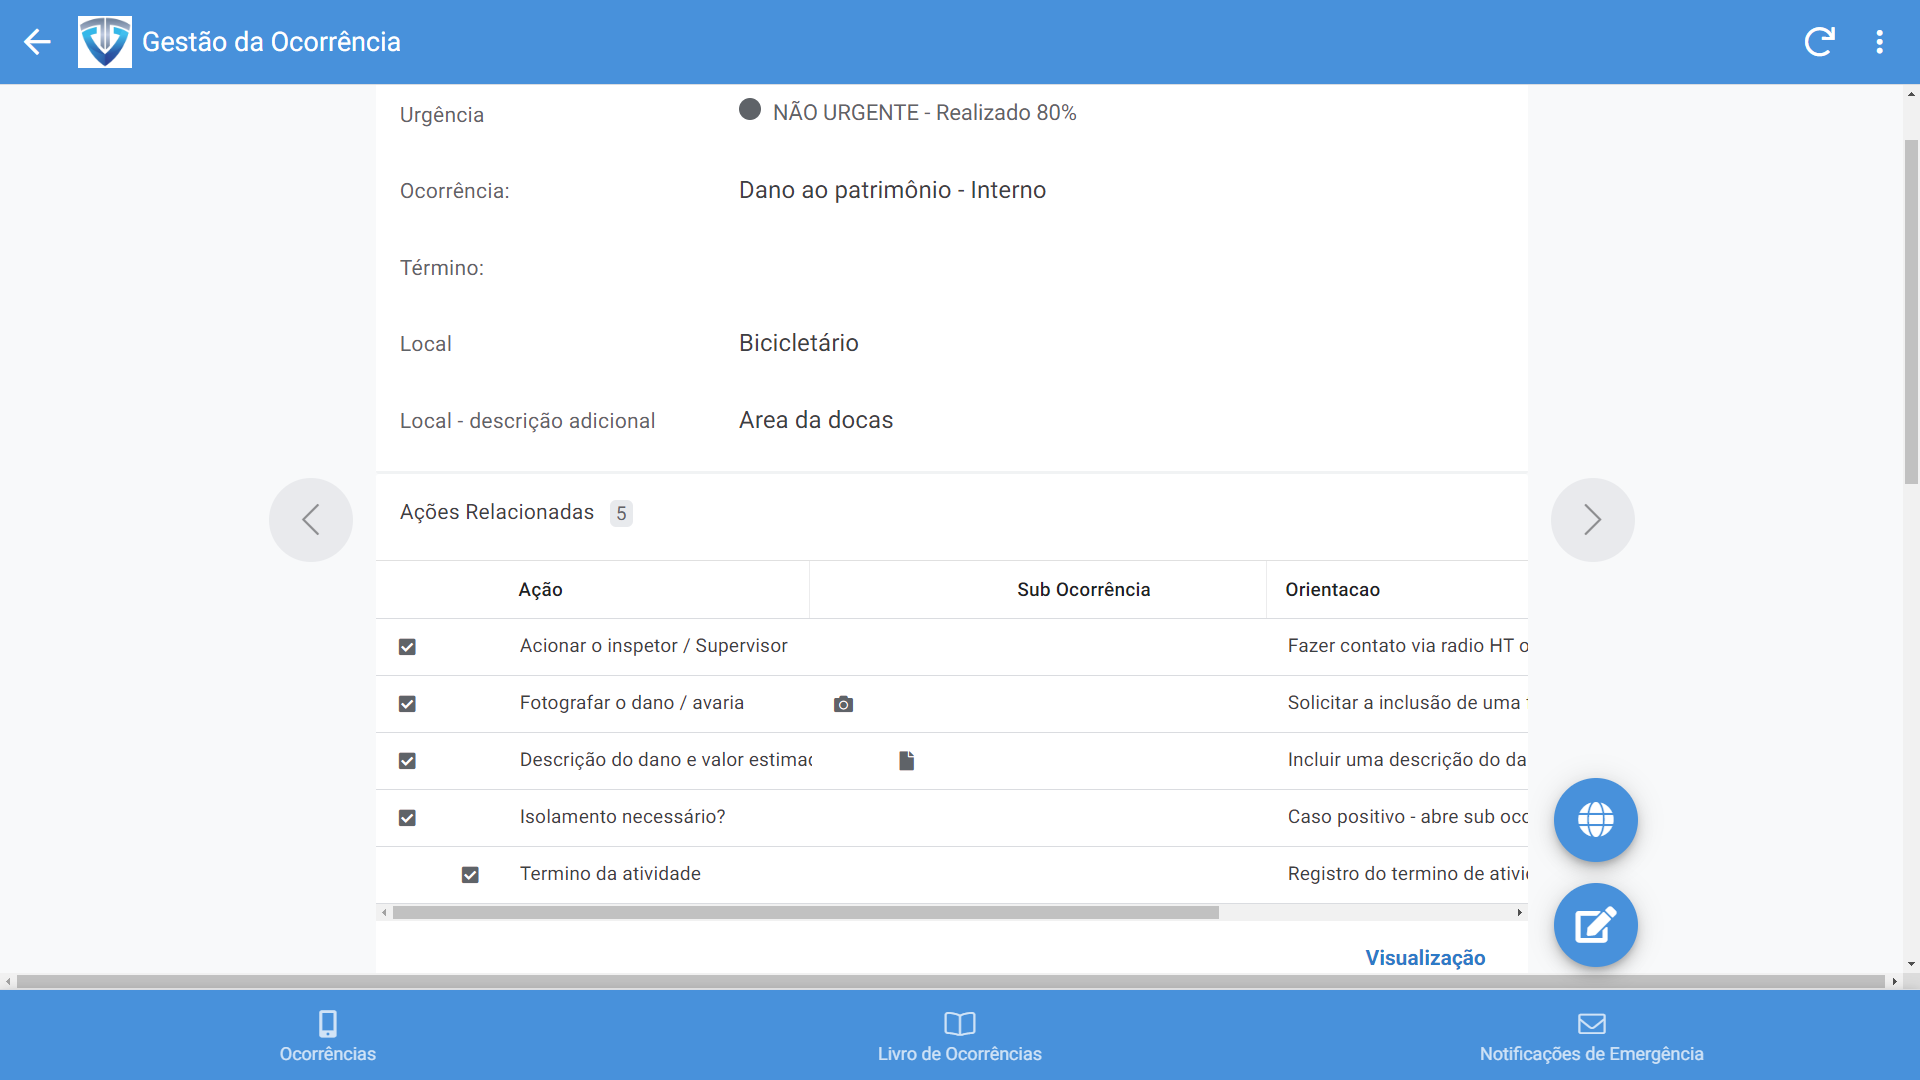 Gestão da Ocorrência
Urgência
NÃO URGENTE - Realizado 80%
Ocorrência:
Dano ao patrimônio - Interno
Término:
Local
Bicicletário
Local - descrição adicional
Area da docas
Ações Relacionadas 5
Ação Sub Ocorrência Orientacao
Acionar o inspetor / Supervisor Fazer contato via radio HT o
Fotografar o dano / avaria Solicitar a inclusão de uma
Descrição do dano e valor estimad Incluir uma descrição do da
Isolamento necessário? Caso positivo - abre sub oco
Termino da atividade Registro do termino de ativi
Visualização
Ocorrências
Livro de Ocorrências
Notificações de Emergência